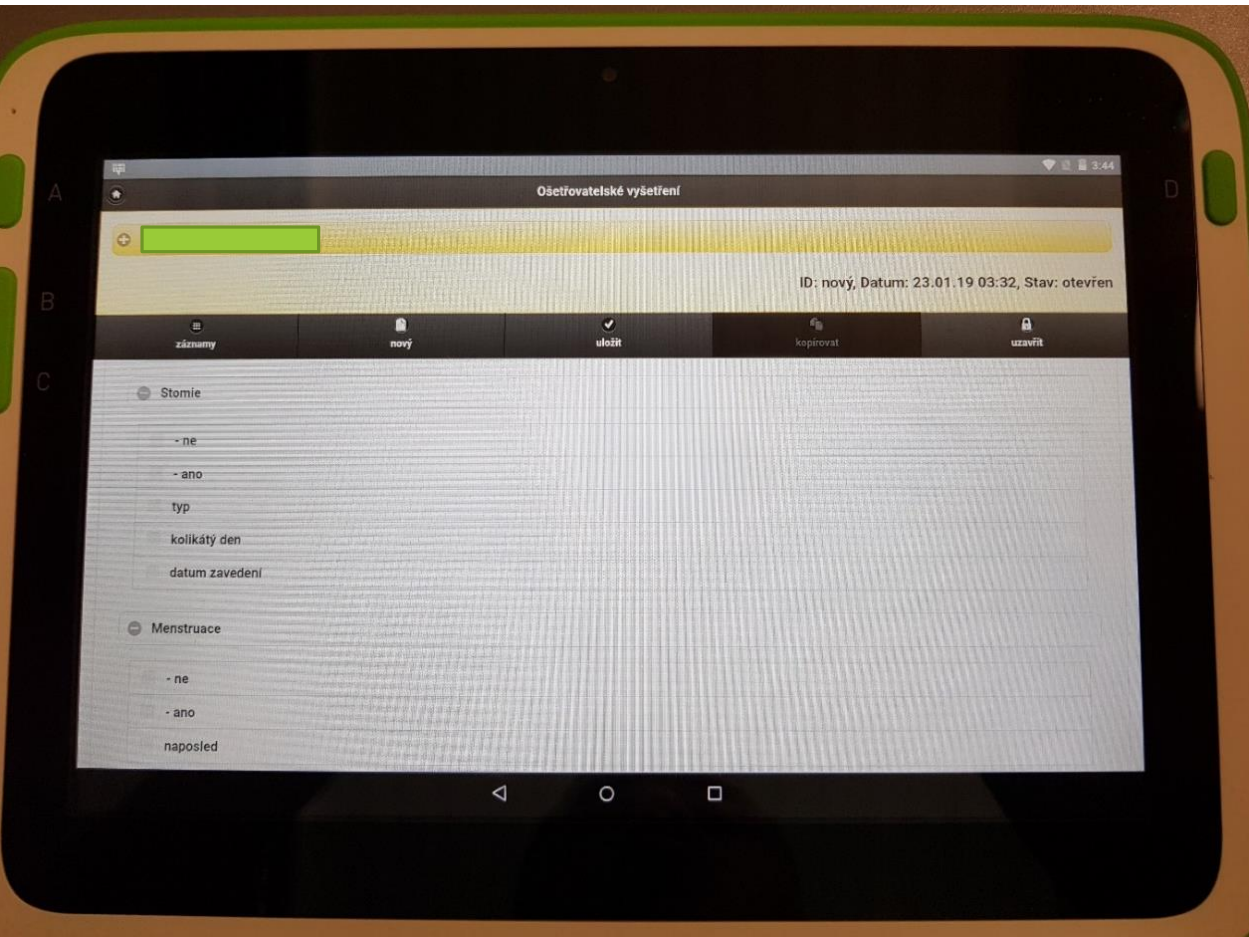 3:44
Ošetřovatelské vyšetření
ID: nový, Datum: 23.01.19 03:32, Stav: otevřen
záznamy nový uložit kopírovat uzavřít
Stomie
- ne
- ano
typ
kolikátý den
datum zavedení
Menstruace
- ne
- ano
naposled
A
B
C
D